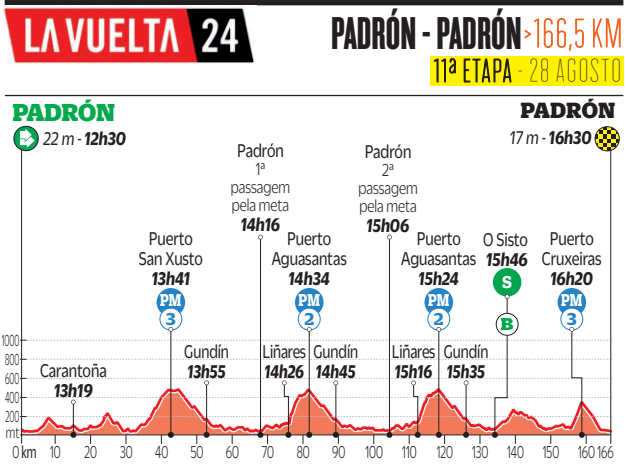 LA VUELTA 24
PADRÓN - PADRÓN >166,5 KM
11ª ETAPA - 28 AGOSTO
PADRÓN
22 m - 12h30
PADRÓN
17 m - 16h30
Padrón
1ª
passagem
pela meta
14h16
Padrón
2ª
passagem
pela meta
15h06
Puerto
San Xusto
13h41
PM
3
Puerto
Aguasantas
14h34
PM
2
Puerto
Aguasantas
15h24
PM
2
O Sisto
15h46
S
B
Puerto
Cruxeiras
16h20
PM
3
Carantoña
13h19
Gundín
13h55
Liñares
14h26
Gundín
14h45
Liñares
15h16
Gundín
15h35
1000
800
600
400
200
mt
0 km 10 20 30 40 50 60 70 80 90 100 110 120 130 140 150 160 166